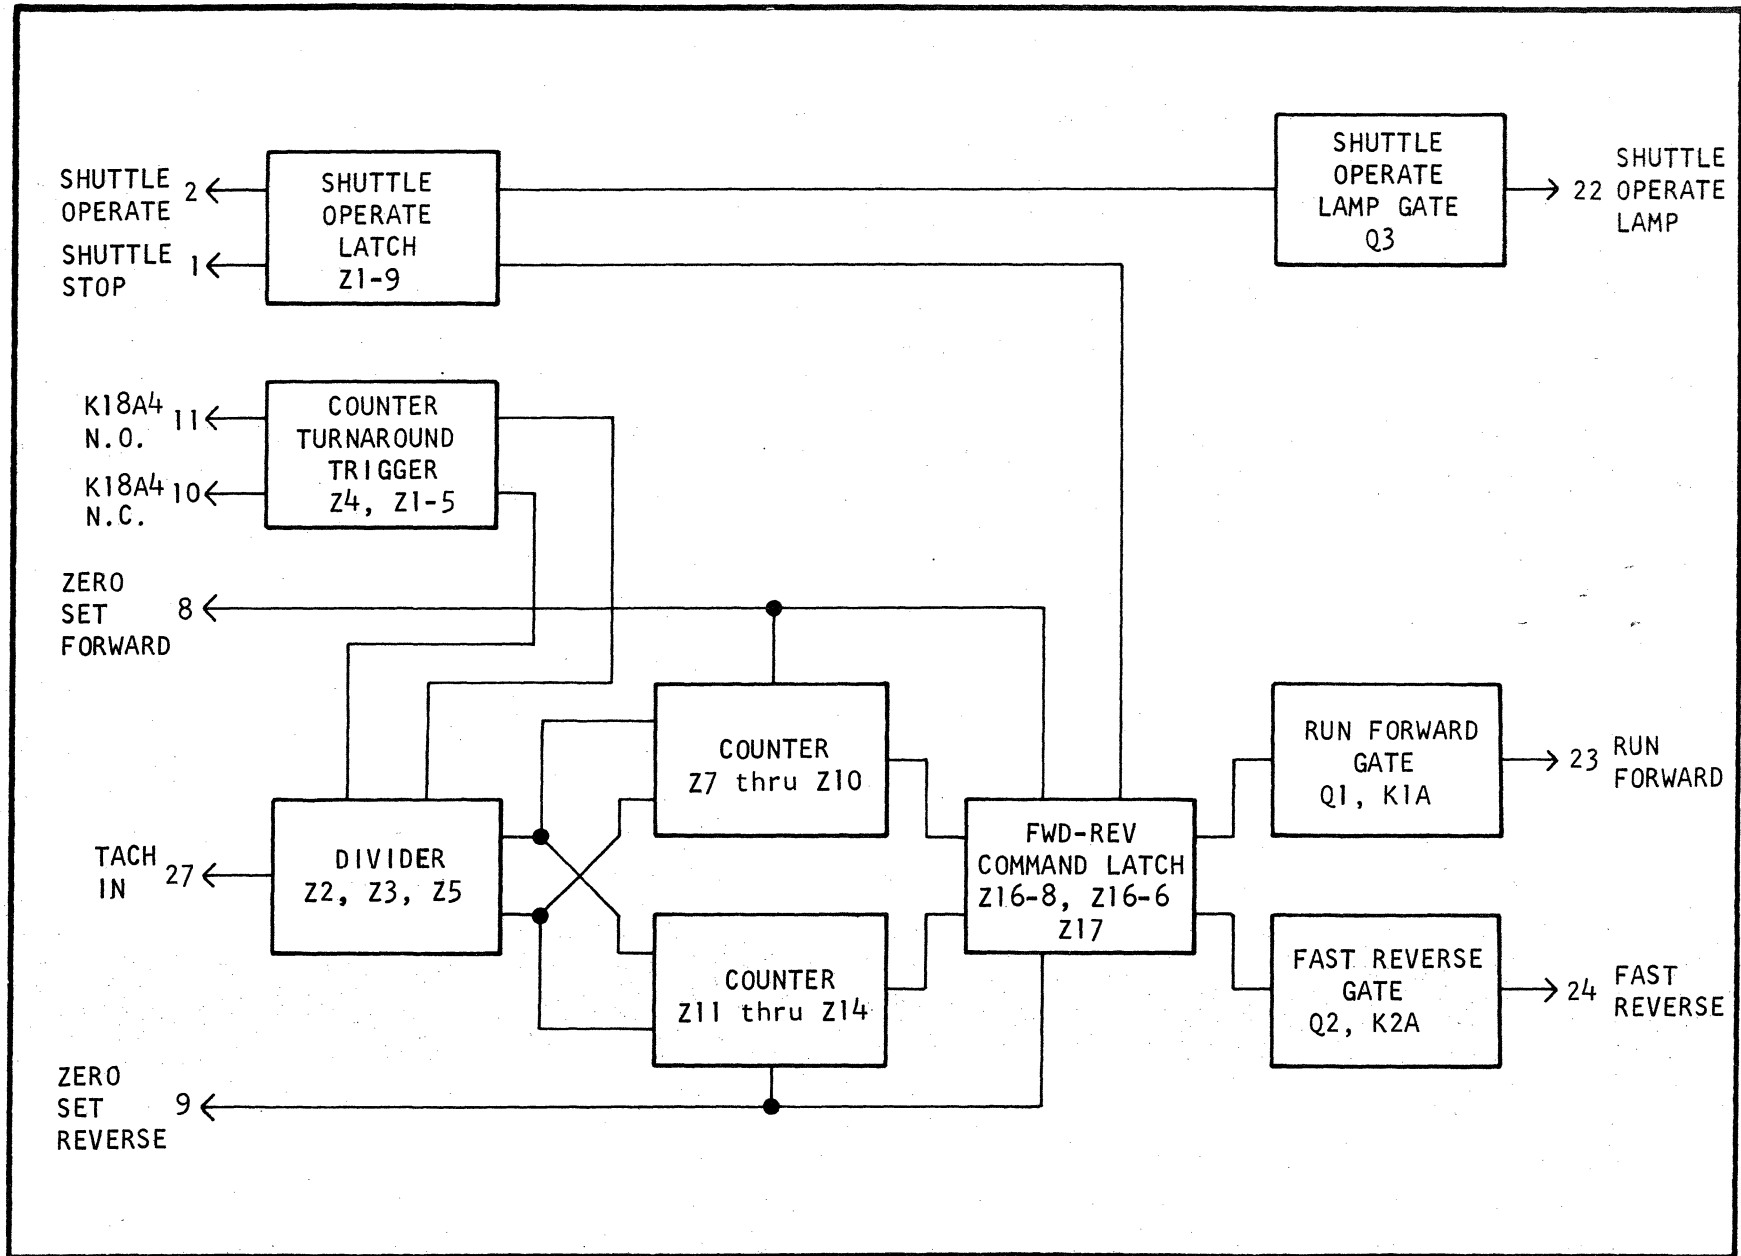 SHUTTLE
OPERATE
2
SHUTTLE
STOP
1
SHUTTLE
OPERATE
LATCH
Z1-9
SHUTTLE
OPERATE
LAMP GATE
Q3
22
SHUTTLE
OPERATE
LAMP
K18A4
N.O.
11
K18A4
N.C.
10
COUNTER
TURNAROUND
TRIGGER
Z4, Z1-5
ZERO
SET
FORWARD
8
TACH
IN
27
DIVIDER
Z2, Z3, Z5
COUNTER
Z7 thru Z10
COUNTER
Z11 thru Z14
FWD-REV
COMMAND LATCH
Z16-8, Z16-6
Z17
RUN FORWARD
GATE
Q1, K1A
23
RUN
FORWARD
FAST REVERSE
GATE
Q2, K2A
24
FAST
REVERSE
ZERO
SET
REVERSE
9